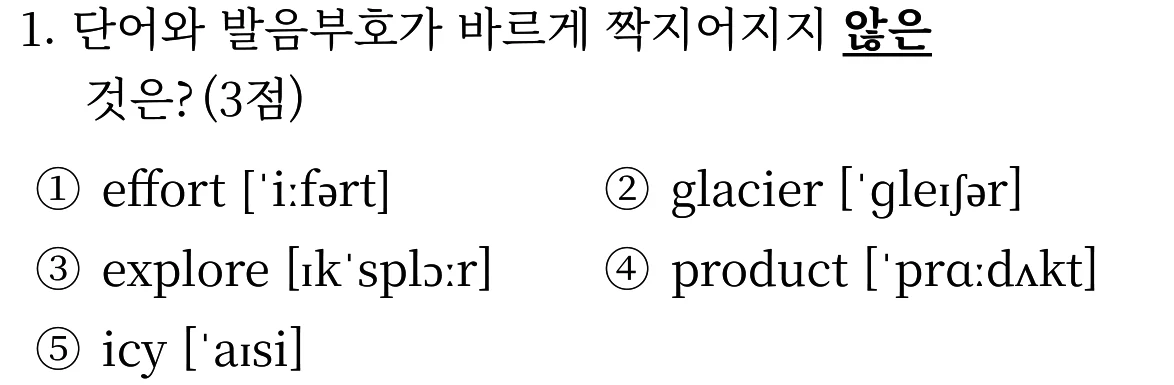 1. 단어와 발음부호가 바르게 짝지어지지 않은
것은? (3점)
① effort [ˈiːfərt] ② glacier [ˈɡleɪʃər]
③ explore [ɪkˈsplɔːr] ④ product [ˈprɑːdʌkt]
⑤ icy [ˈaɪsi]